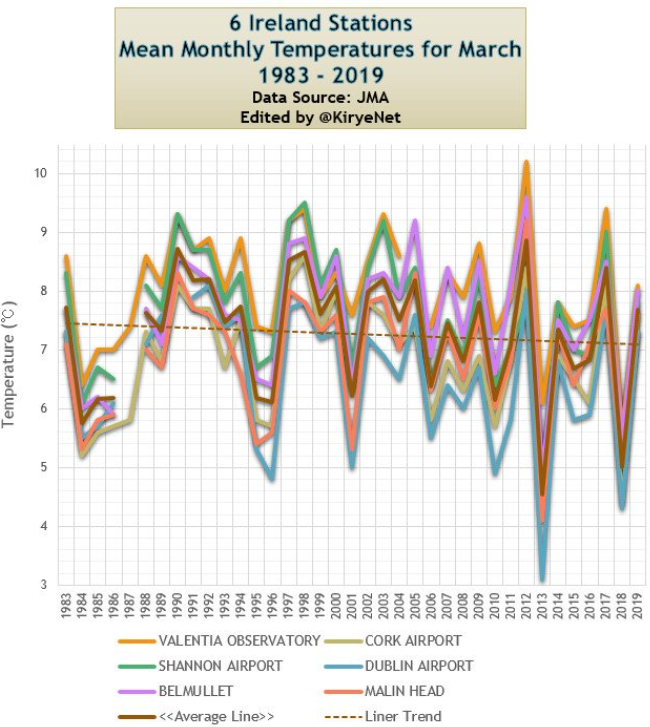 6 Ireland Stations
Mean Monthly Temperatures for March
1983 - 2019
Data Source: JMA
Edited by @KiryeNet
Temperature (℃)
10
9
8
7
6
5
4
3
1983 1984 1985 1986 1987 1988 1989 1990 1991 1992 1993 1994 1995 1996 1997 1998 1999 2000 2001 2002 2003 2004 2005 2006 2007 2008 2009 2010 2011 2012 2013 2014 2015 2016 2017 2018 2019
VALENTIA OBSERVATORY CORK AIRPORT
SHANNON AIRPORT DUBLIN AIRPORT
BELMULLET MALIN HEAD
<<Average Line>> Liner Trend